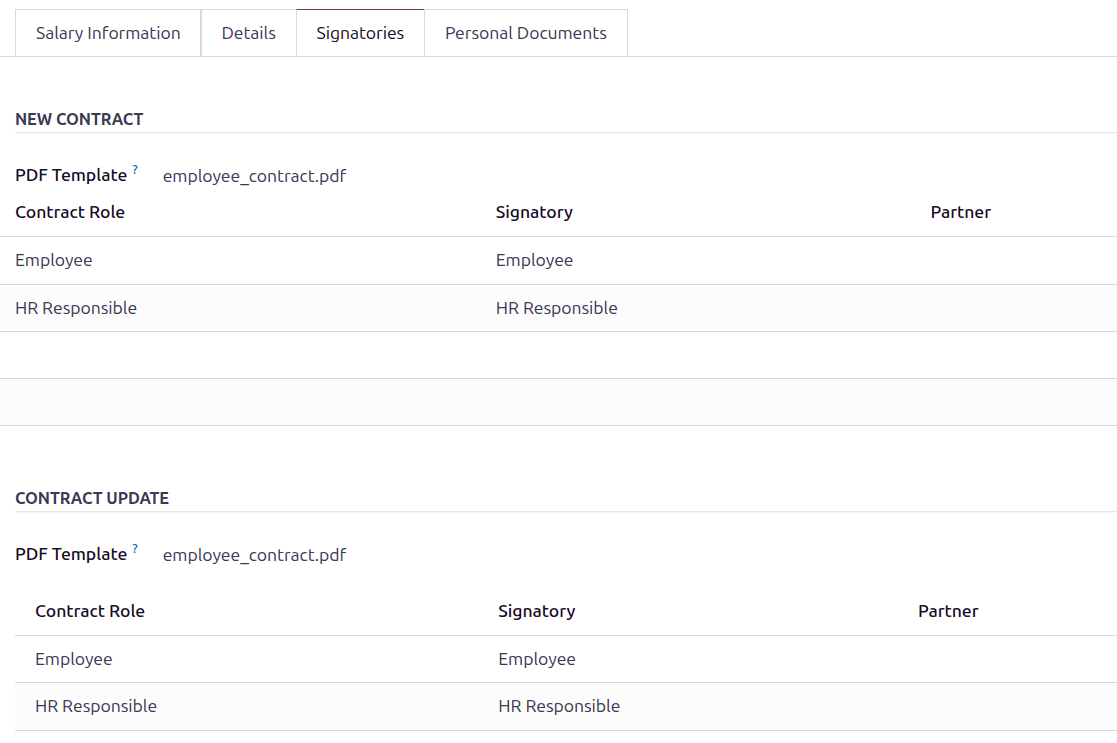 Salary Information Details Signatories Personal Documents
NEW CONTRACT
PDF Template ? employee_contract.pdf
Contract Role Signatory Partner
Employee Employee
HR Responsible HR Responsible
CONTRACT UPDATE
PDF Template ? employee_contract.pdf
Contract Role Signatory Partner
Employee Employee
HR Responsible HR Responsible